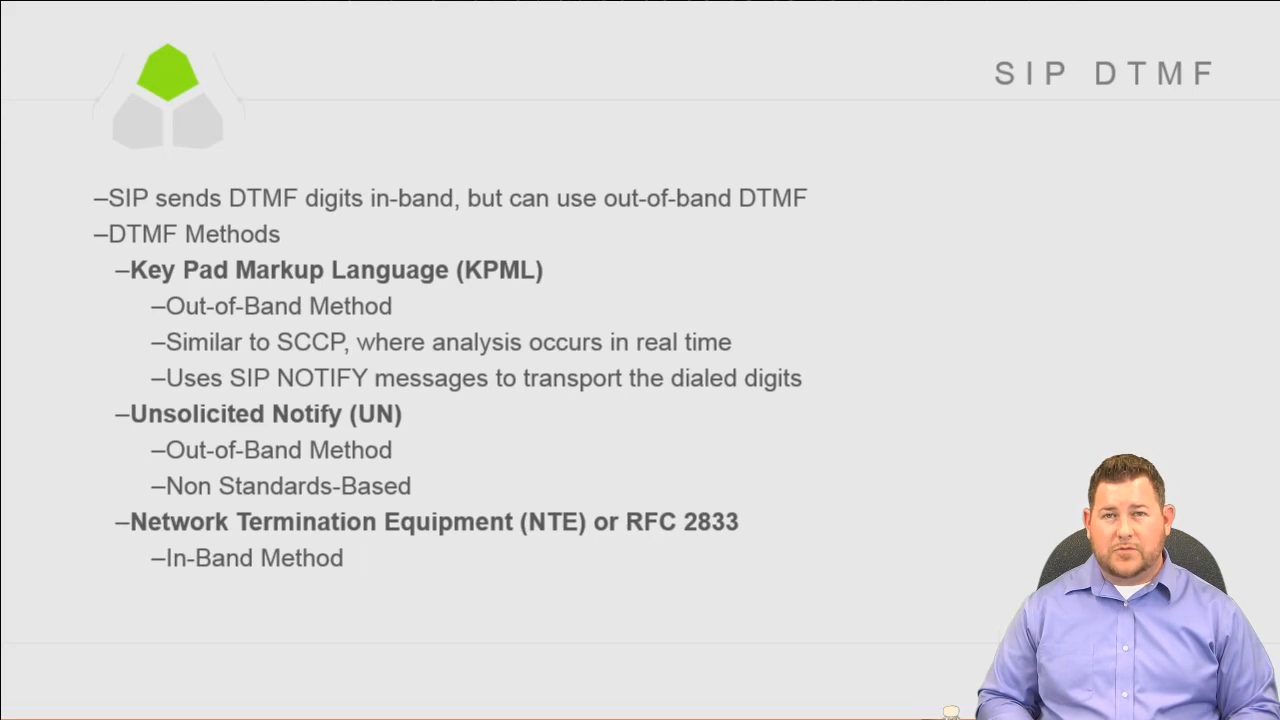 SIP DTMF
–SIP sends DTMF digits in-band, but can use out-of-band DTMF
–DTMF Methods
–Key Pad Markup Language (KPML)
–Out-of-Band Method
–Similar to SCCP, where analysis occurs in real time
–Uses SIP NOTIFY messages to transport the dialed digits
–Unsolicited Notify (UN)
–Out-of-Band Method
–Non Standards-Based
–Network Termination Equipment (NTE) or RFC 2833
–In-Band Method